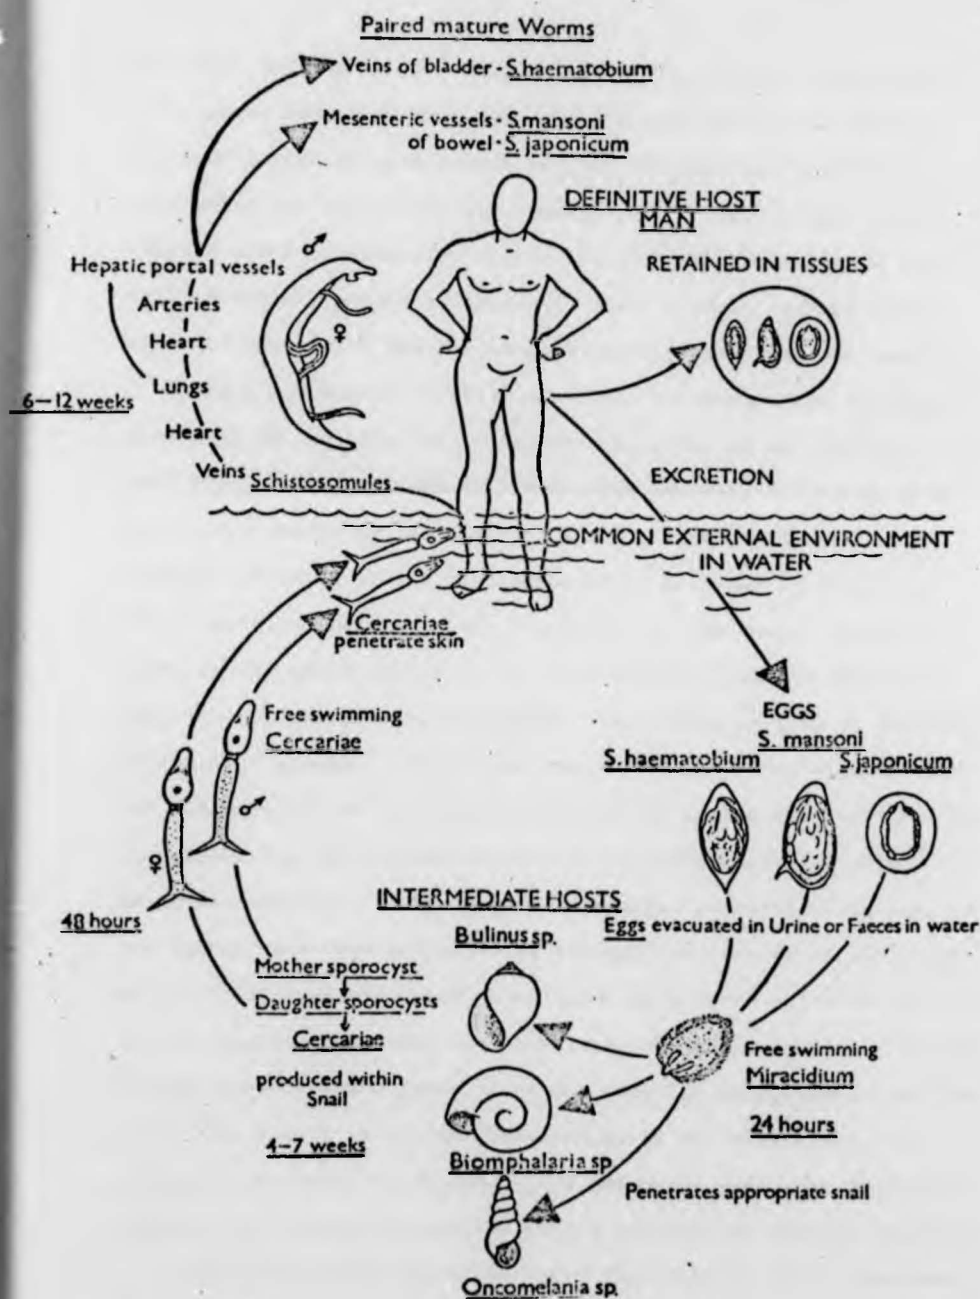 Paired mature Worms
Veins of bladder - S.haematobium
Mesenteric vessels - S.mansoni
of bowel - S. japonicum
DEFINITIVE HOST
MAN
RETAINED IN TISSUES
♂
Hepatic portal vessels
Arteries
♀
Heart
Lungs
6-12 weeks
Heart
Veins
Schistosomules
EXCRETION
COMMON EXTERNAL ENVIRONMENT
IN WATER
Cercariae
penetrate skin
Free swimming
Cercariae
♂
♀
48 hours
EGGS
S. mansoni
S.haematobium
S.japonicum
INTERMEDIATE HOSTS
Eggs evacuated in Urine or Faeces in water
Bulinus sp.
Mother sporocyst
Daughter sporocysts
Cercariae
produced within
Snail
4-7 weeks
Free swimming
Miracidium
24 hours
Biomphalaria sp
Penetrates appropriate snail
Oncomelania sp.